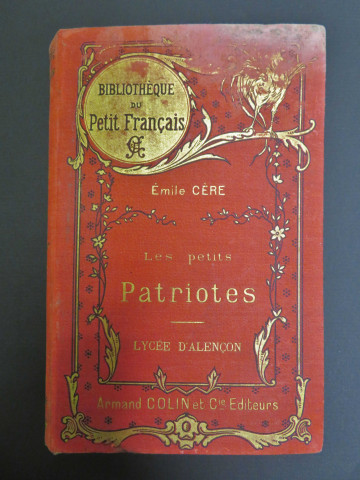 BIBLIOTHÈQUE
DU
Petit Français
AC
Émile CÈRE
Les petits
Patriotes
LYCÉE D'ALENÇON
Armand COLIN et Cie Editeurs